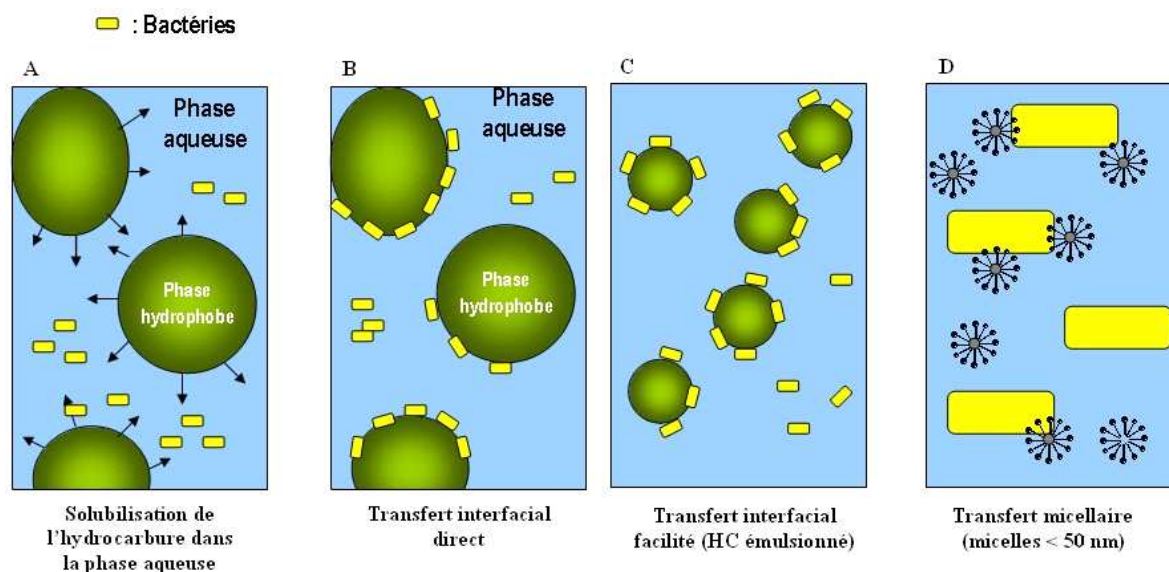 : Bactéries
A
B
C
D
Phase
aqueuse
Phase
hydrophobe
Phase
aqueuse
Phase
hydrophobe
Solubilisation de
l'hydrocarbure dans
la phase aqueuse
Transfert interfacial
direct
Transfert interfacial
facilité (HC émulsionné)
Transfert micellaire
(micelles < 50 nm)